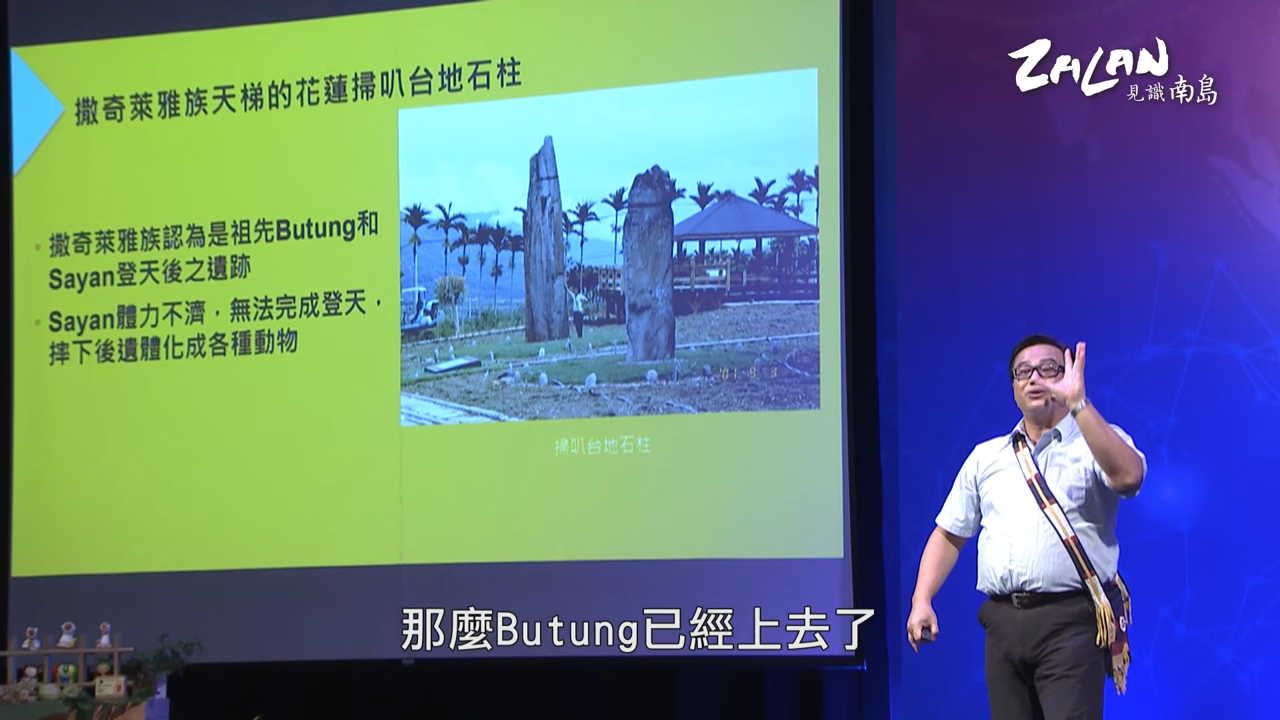 撒奇萊雅族天梯的花蓮掃叭台地石柱
ZALAN
見識南島
撒奇萊雅族認為是祖先Butung和
Sayan登天後之遺跡
Sayan體力不濟，無法完成登天，
摔下後遺體化成各種動物
'01 8 3
掃叭台地石柱
那麼Butung已經上去了